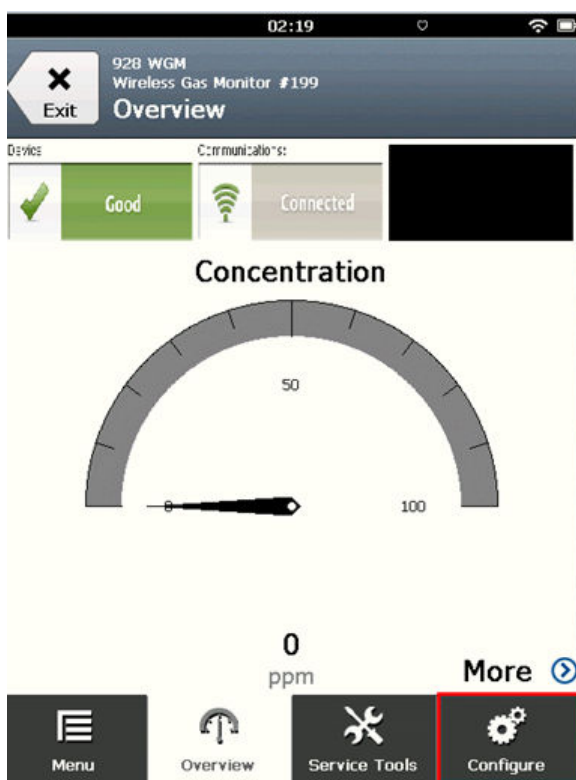 02:19
928 WGM
Wireless Gas Monitor #199
Exit
Overview
Device
Communications:
Good
Connected
Concentration
50
0
100
0
ppm
More
Menu
Overview
Service Tools
Configure